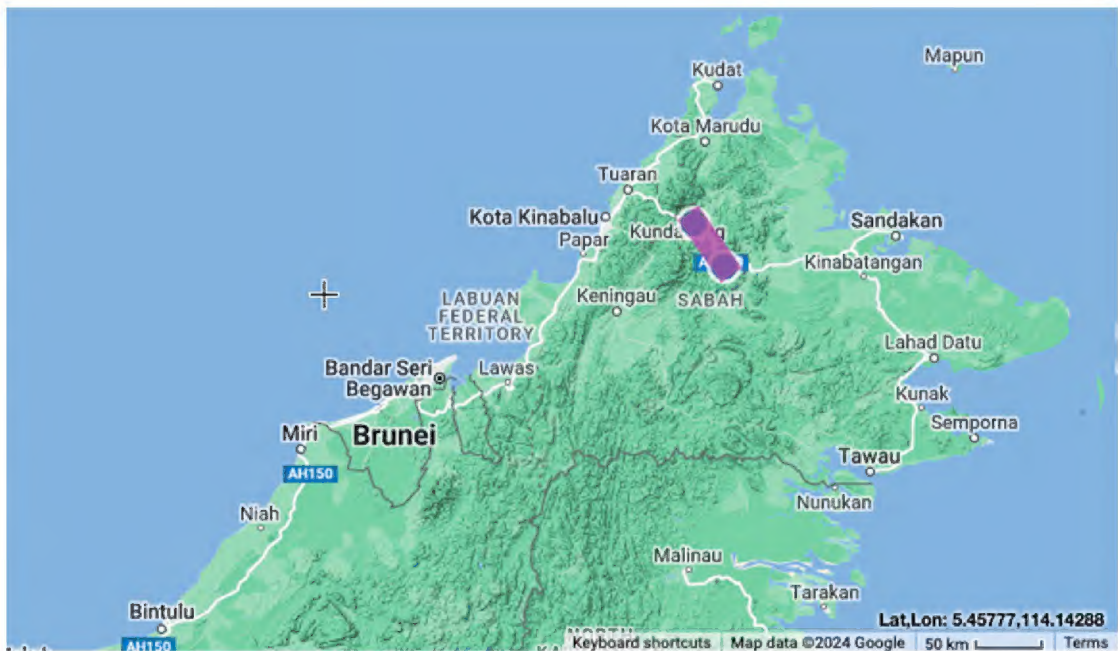 Mapun
Kudat
Kota Marudu
Tuaran
Kota Kinabalu
Sandakan
Papar
Kinabatangan
SABAH
Keningau
LABUAN
FEDERAL
TERRITORY
Lahad Datu
Bandar Seri
Begawan
Lawas
Kunak
Semporna
Miri
Brunei
Tawau
AH150
Nunukan
Niah
Malinau
Tarakan
Bintulu
Lat,Lon: 5.45777,114.14288
AH150
Keyboard shortcuts Map data ©2024 Google 50 km Terms